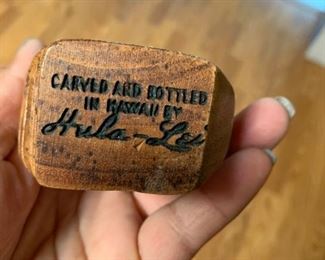 CARVED AND BOTTLED
IN HAWAII BY
Hula-Lei